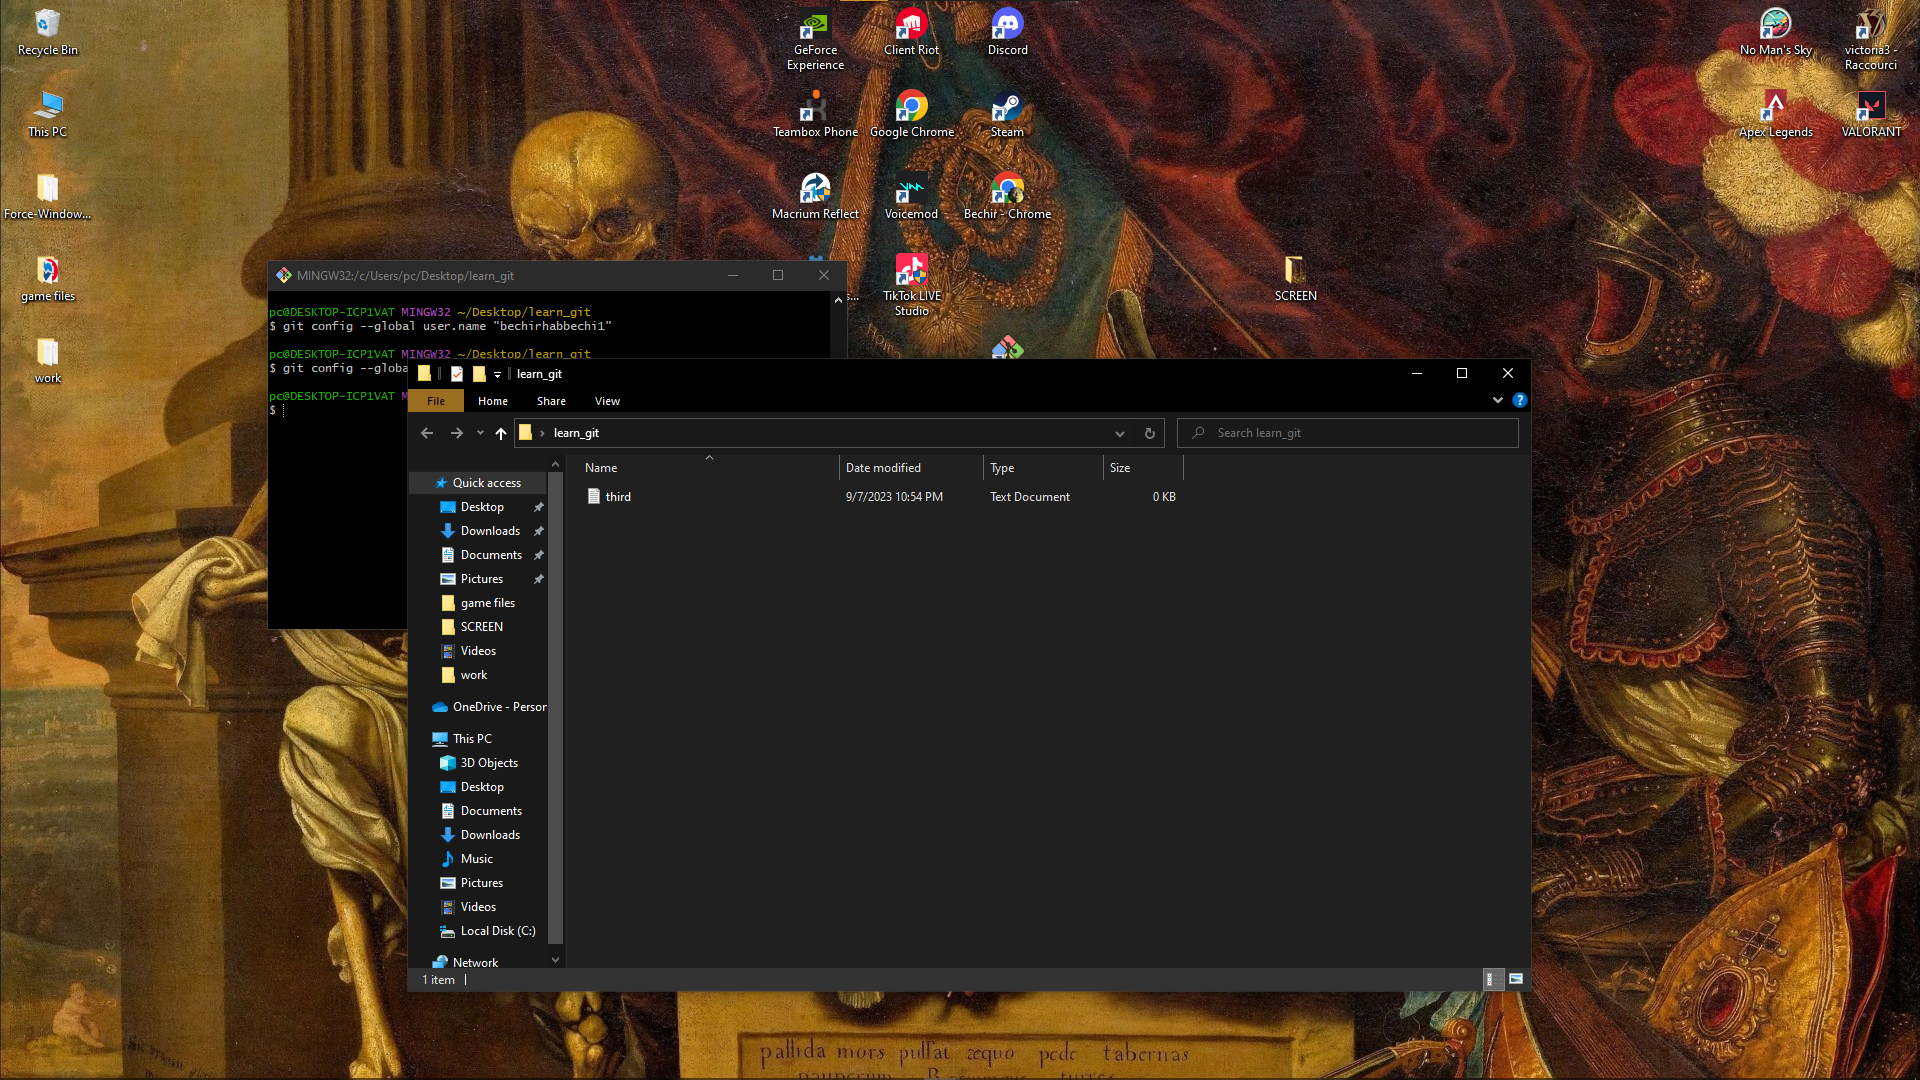 Recycle Bin
This PC
Force-Window...
game files
work
GeForce Experience
Client Riot
Discord
Teambox Phone
Google Chrome
Steam
Macrium Reflect
Voicemod
Bechir - Chrome
TikTok LIVE Studio
SCREEN
No Man's Sky
victoria3 - Raccourci
Apex Legends
VALORANT
MINGW32:/c/Users/pc/Desktop/learn_git
pc@DESKTOP-ICP1VAT MINGW32 ~/Desktop/learn_git
$ git config --global user.name "bechirhabbechi1"
pc@DESKTOP-ICP1VAT MINGW32 ~/Desktop/learn_git
$ git config --globa
pc@DESKTOP-ICP1VAT M
$
learn_git
File Home Share View
learn_git
Search learn_git
Name Date modified Type Size
third 9/7/2023 10:54 PM Text Document 0 KB
Quick access
Desktop
Downloads
Documents
Pictures
game files
SCREEN
Videos
work
OneDrive - Person
This PC
3D Objects
Desktop
Documents
Downloads
Music
Pictures
Videos
Local Disk (C:)
Network
1 item
pallida mors pulsat æquo pede tabernas